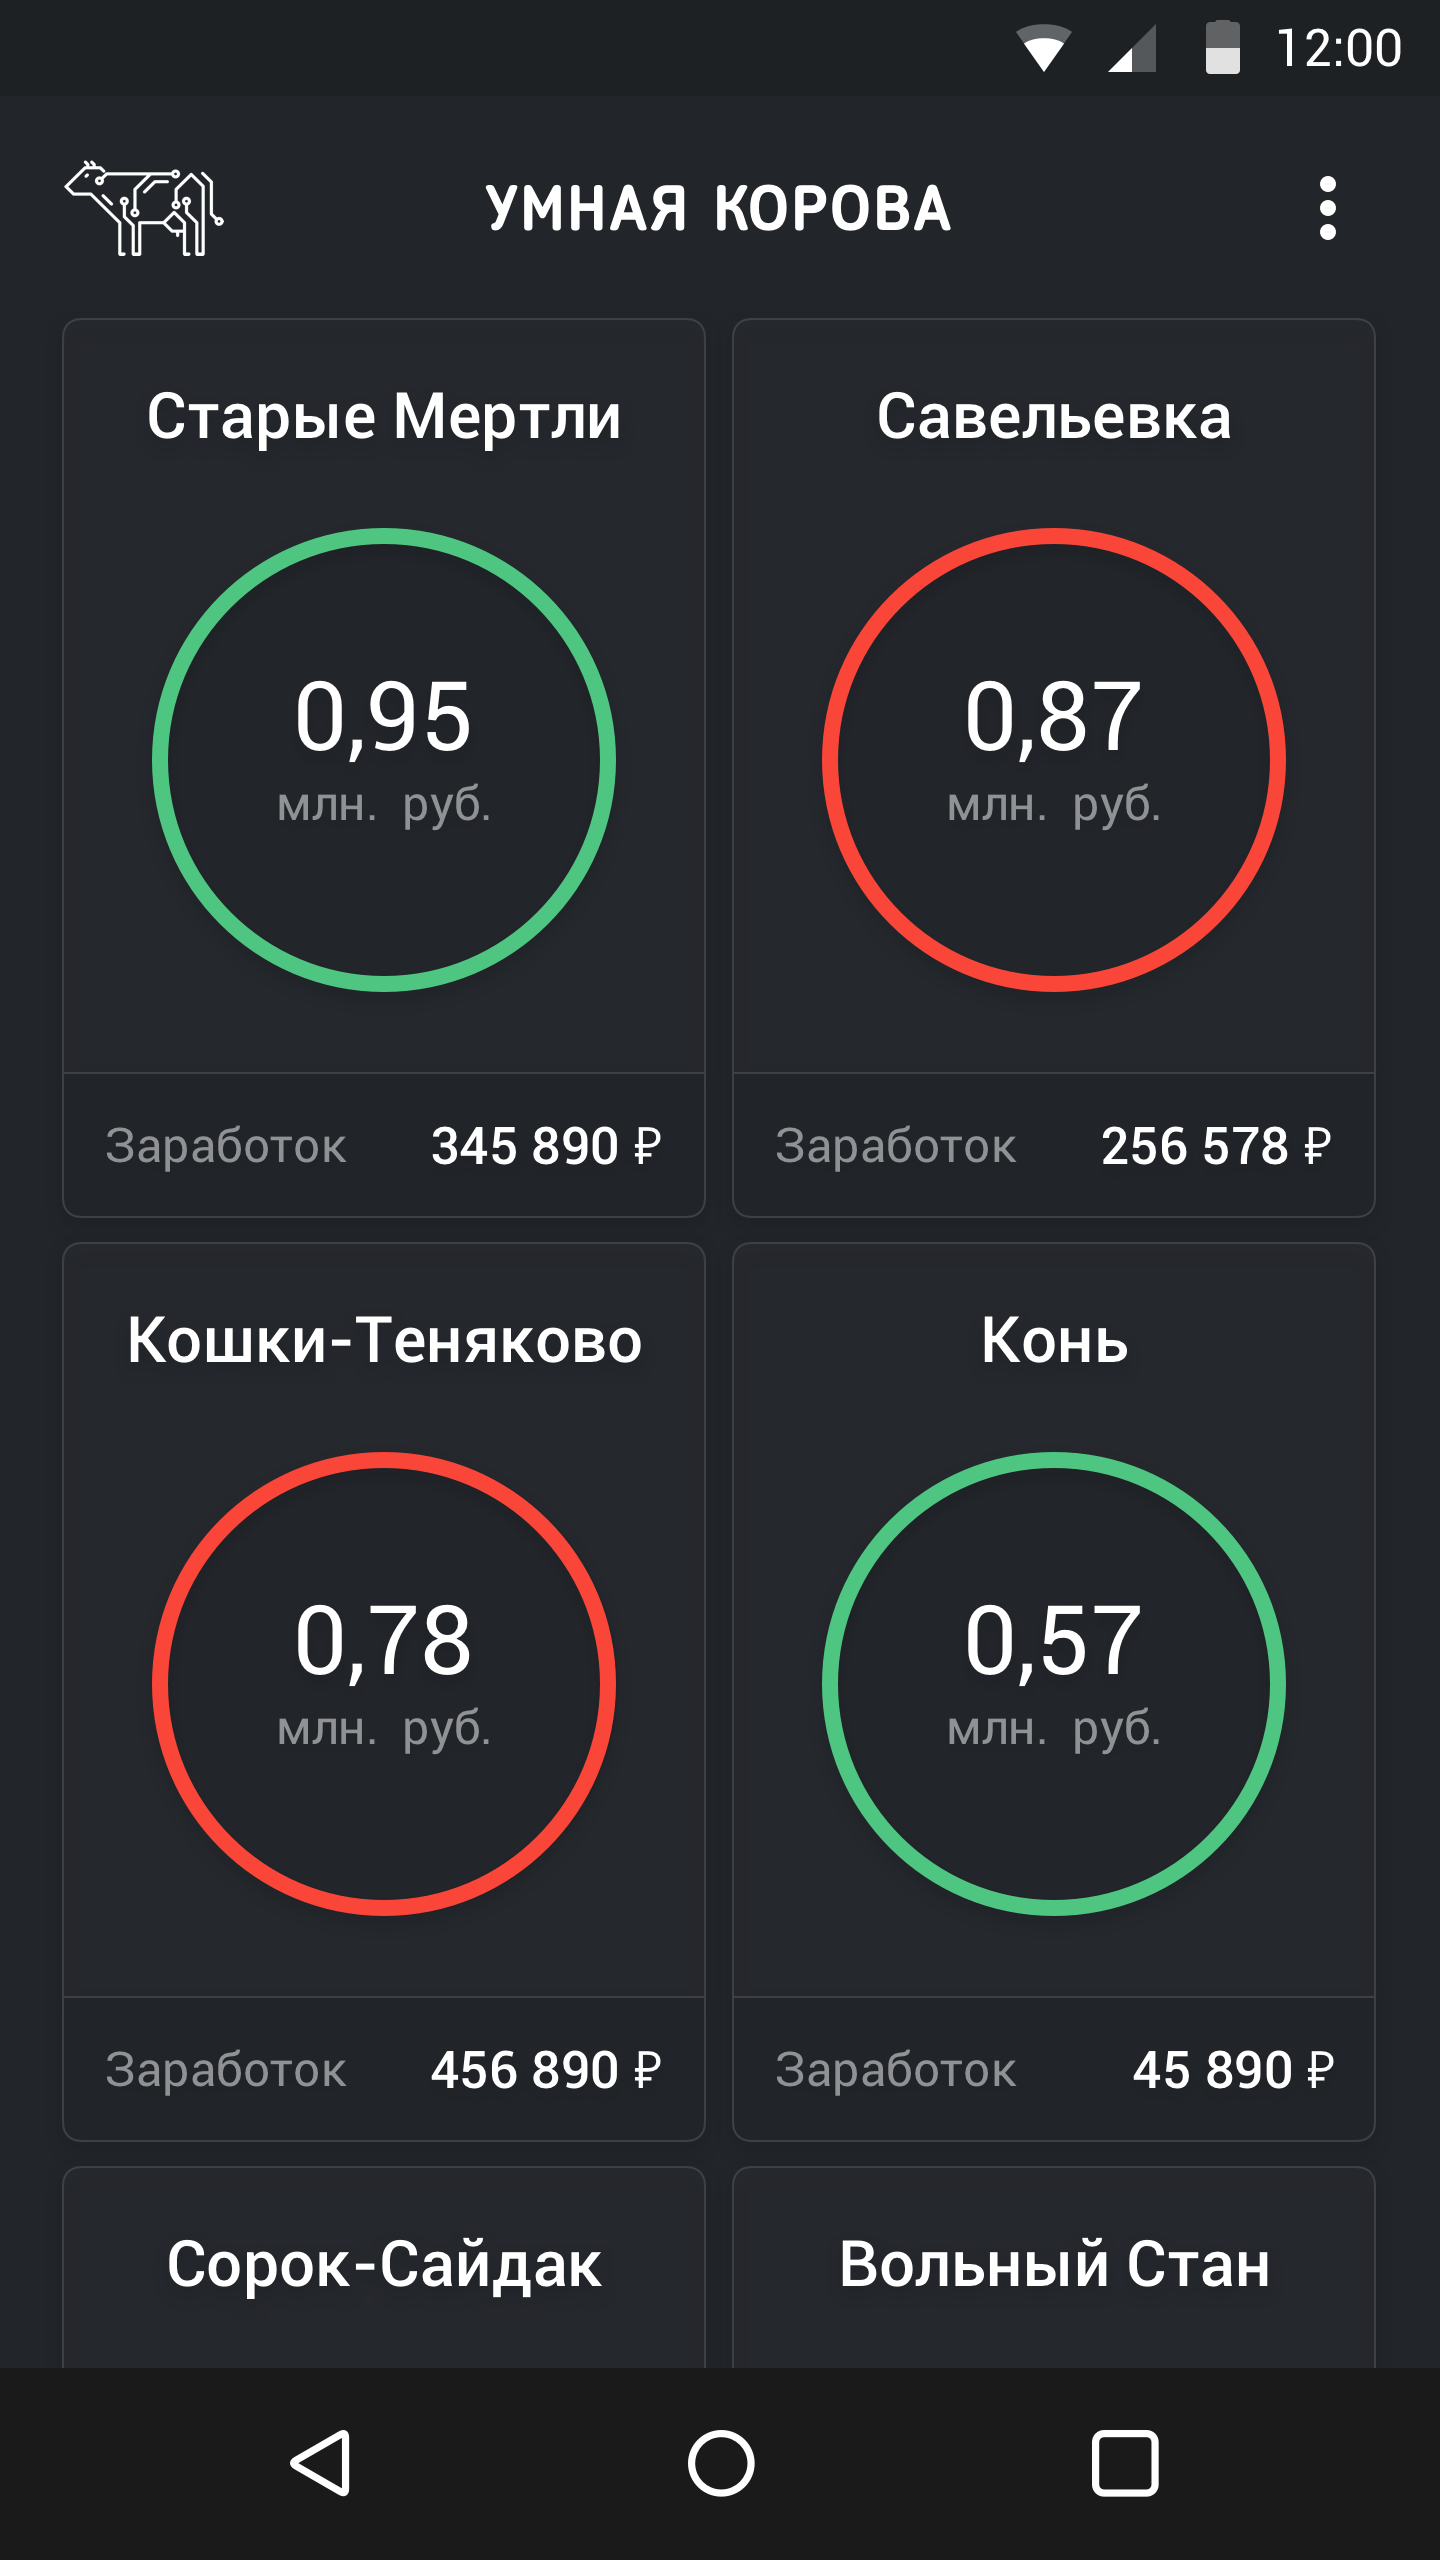 12:00
УМНАЯ КОРОВА
Старые Мертли
0,95
млн. руб.
Заработок 345 890 ₽
Савельевка
0,87
млн. руб.
Заработок 256 578 ₽
Кошки-Теняково
0,78
млн. руб.
Заработок 456 890 ₽
Конь
0,57
млн. руб.
Заработок 45 890 ₽
Сорок-Сайдак
Вольный Стан